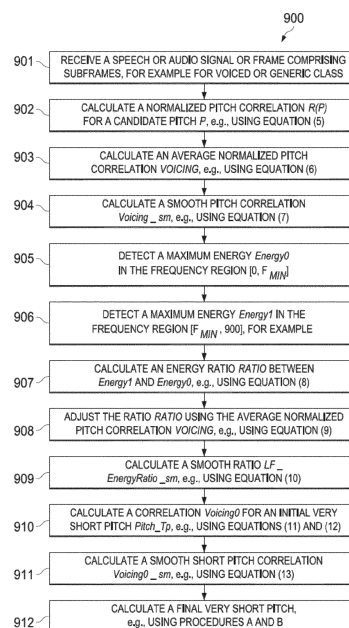 900
901
RECEIVE A SPEECH OR AUDIO SIGNAL OR FRAME COMPRISING
SUBFRAMES, FOR EXAMPLE FOR VOICED OR GENERIC CLASS
902
CALCULATE A NORMALIZED PITCH CORRELATION R(P)
FOR A CANDIDATE PITCH P, e.g., USING EQUATION (5)
903
CALCULATE AN AVERAGE NORMALIZED PITCH
CORRELATION VOICING, e.g., USING EQUATION (6)
904
CALCULATE A SMOOTH PITCH CORRELATION
Voicing_sm, e.g., USING EQUATION (7)
905
DETECT A MAXIMUM ENERGY Energy0
IN THE FREQUENCY REGION [0, F MIN]
906
DETECT A MAXIMUM ENERGY Energy1 IN THE
FREQUENCY REGION [F MIN, 900], FOR EXAMPLE
907
CALCULATE AN ENERGY RATIO RATIO BETWEEN
Energy1 AND Energy0, e.g., USING EQUATION (8)
908
ADJUST THE RATIO RATIO USING THE AVERAGE NORMALIZED
PITCH CORRELATION VOICING, e.g., USING EQUATION (9)
909
CALCULATE A SMOOTH RATIO LF_
EnergyRatio_sm, e.g., USING EQUATION (10)
910
CALCULATE A CORRELATION Voicing0 FOR AN INITIAL VERY
SHORT PITCH Pitch_Tp, e.g., USING EQUATIONS (11) AND (12)
911
CALCULATE A SMOOTH SHORT PITCH CORRELATION
Voicing0_sm, e.g., USING EQUATION (13)
912
CALCULATE A FINAL VERY SHORT PITCH,
e.g., USING PROCEDURES A AND B